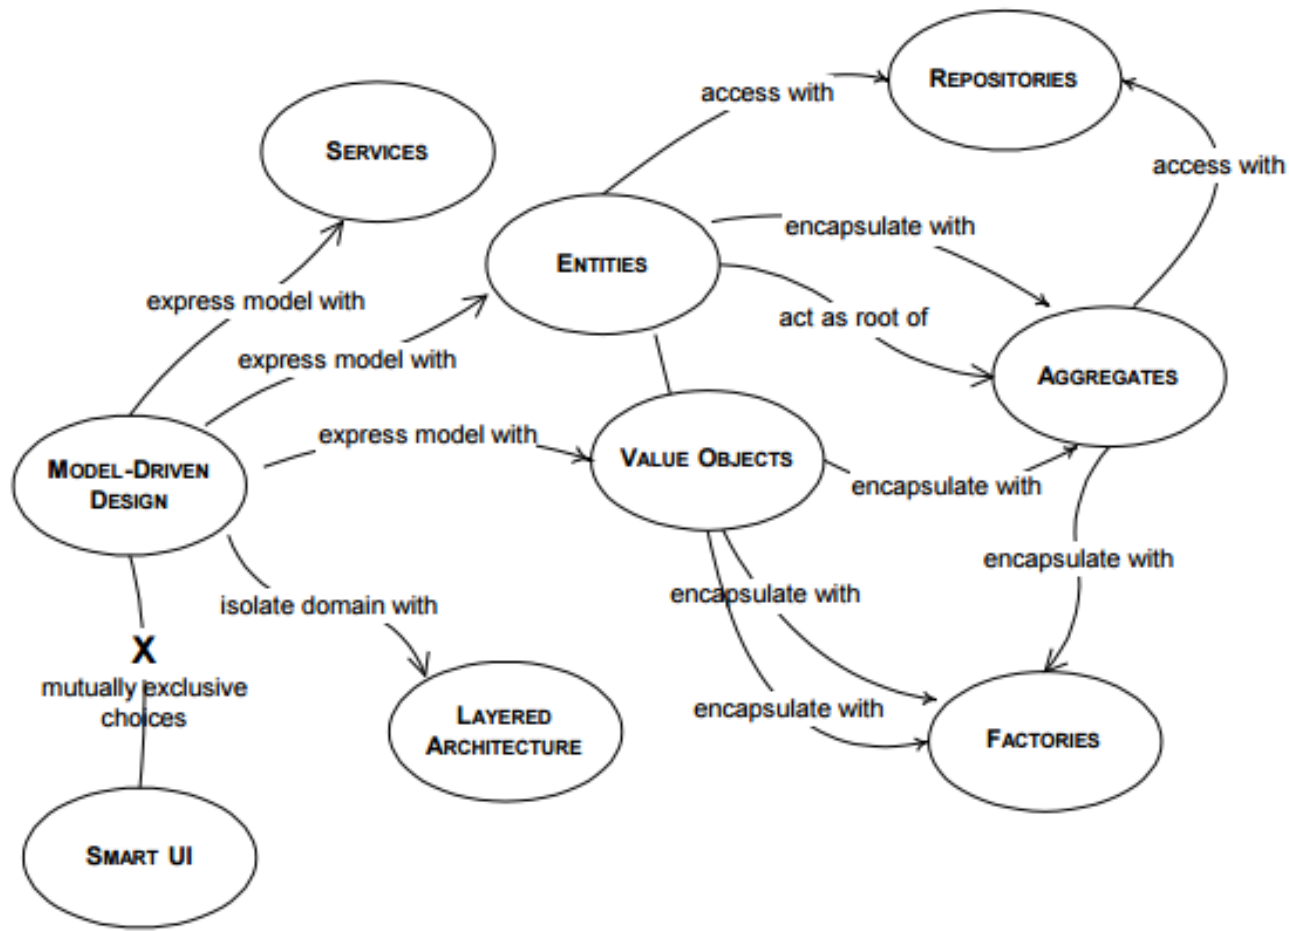 REPOSITORIES
access with
SERVICES
access with
encapsulate with
ENTITIES
express model with
act as root of
express model with
AGGREGATES
express model with
VALUE OBJECTS
MODEL-DRIVEN
DESIGN
encapsulate with
encapsulate with
encapsulate with
isolate domain with
X
mutually exclusive
choices
encapsulate with
LAYERED
ARCHITECTURE
FACTORIES
SMART UI